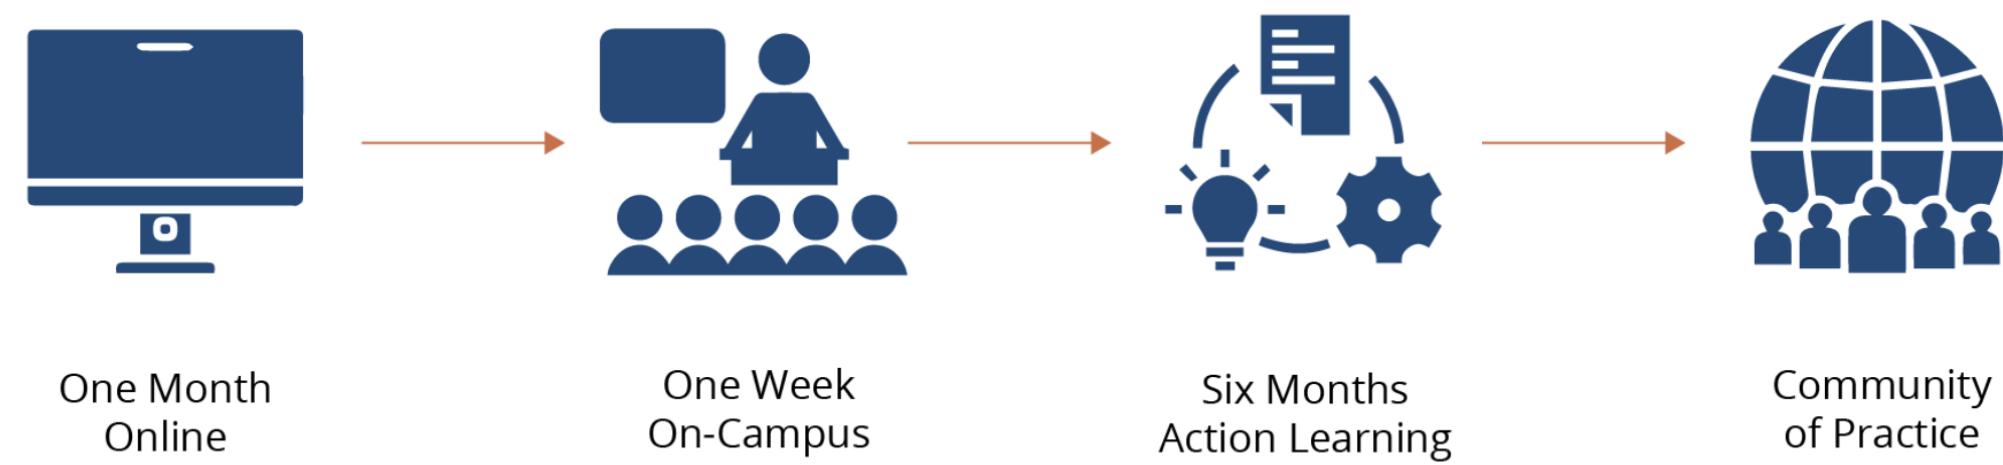 One Month
Online
One Week
On-Campus
Six Months
Action Learning
Community
of Practice